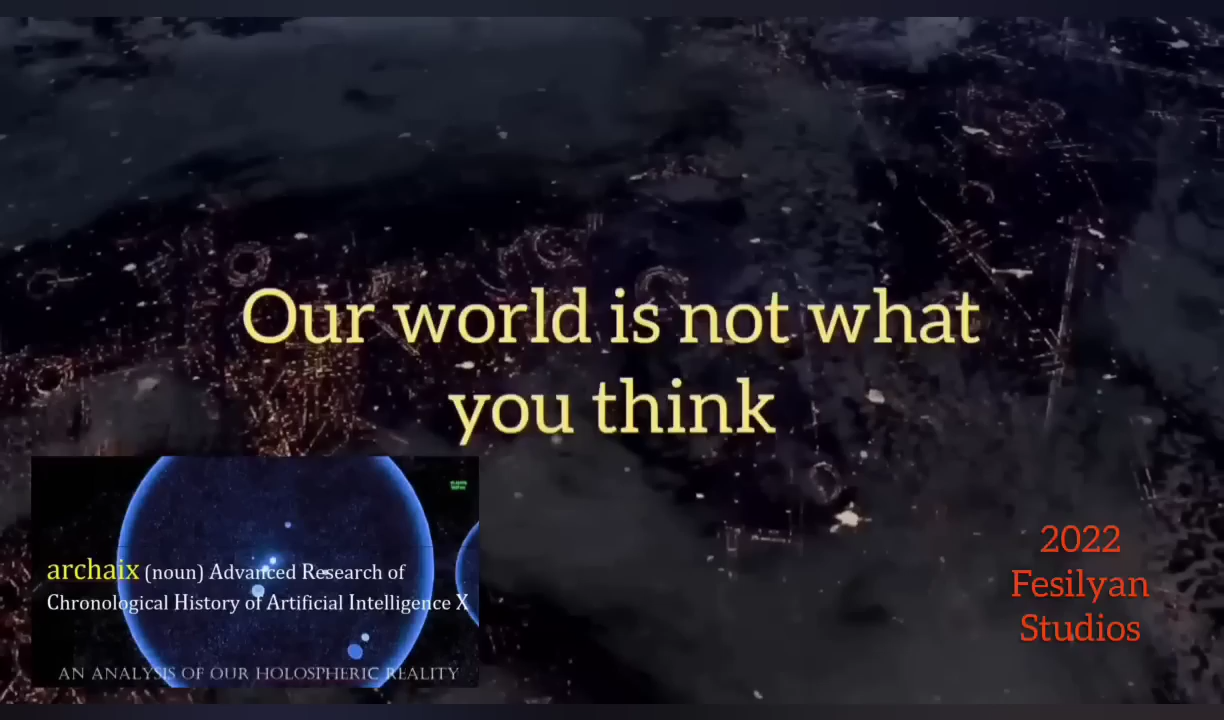 Our world is not what
you think
archaix (noun) Advanced Research of
Chronological History of Artificial Intelligence X
AN ANALYSIS OF OUR HOLOSPHERIC REALITY
2022
Fesilyan
Studios